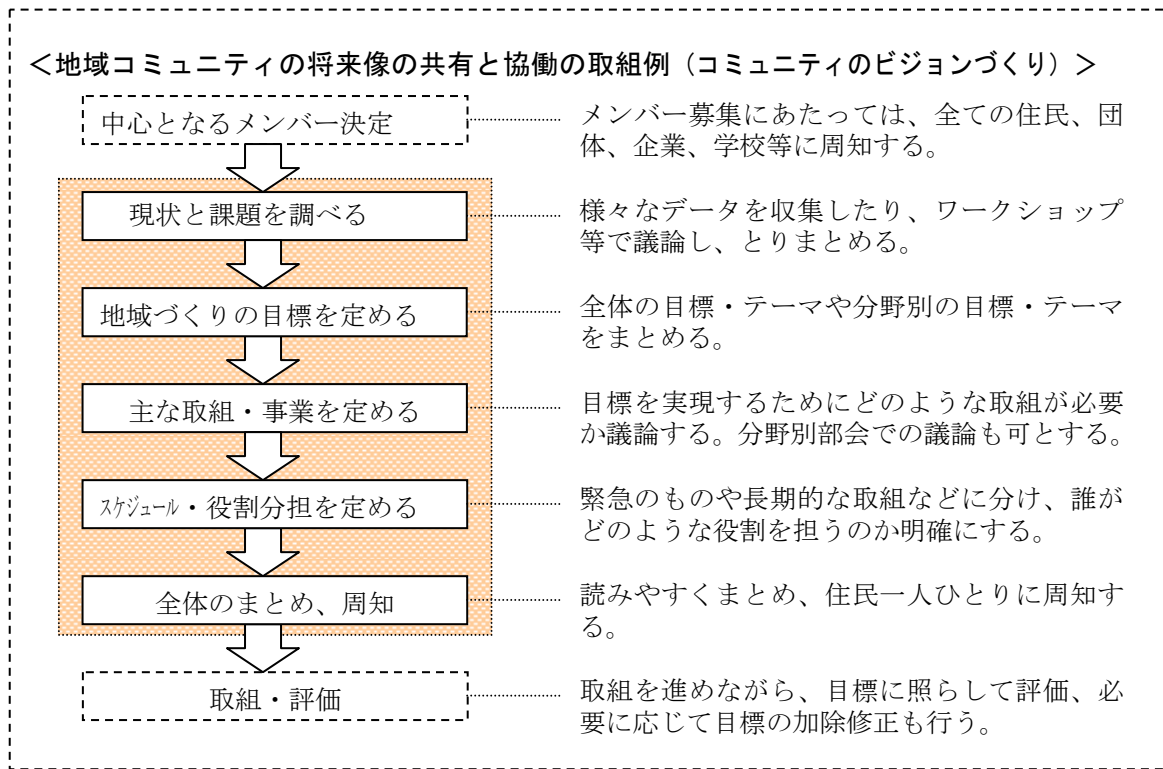 ＜地域コミュニティの将来像の共有と協働の取組例（コミュニティのビジョンづくり）＞
中心となるメンバー決定
メンバー募集にあたっては、全ての住民、団
体、企業、学校等に周知する。
現状と課題を調べる
様々なデータを収集したり、ワークショップ
等で議論し、とりまとめる。
地域づくりの目標を定める
全体の目標・テーマや分野別の目標・テーマ
をまとめる。
主な取組・事業を定める
目標を実現するためにどのような取組が必要
か議論する。分野別部会での議論も可とする。
ｽｹｼﾞｭｰﾙ・役割分担を定める
緊急のものや長期的な取組などに分け、誰が
どのような役割を担うのか明確にする。
全体のまとめ、周知
読みやすくまとめ、住民一人ひとりに周知す
る。
取組・評価
取組を進めながら、目標に照らして評価、必
要に応じて目標の加除修正も行う。